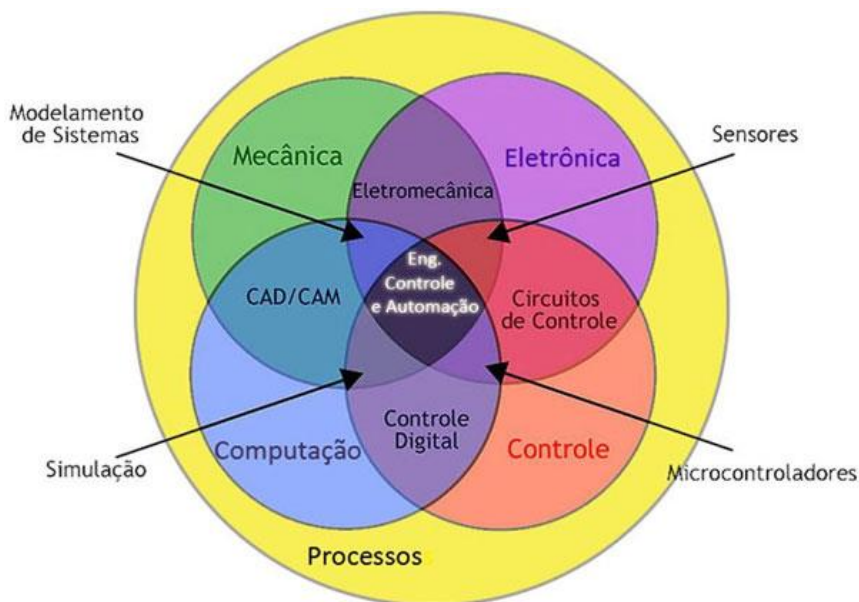 Modelamento
de Sistemas
Sensores
Mecânica
Eletrônica
Eletromecânica
Eng.
Controle
e Automação
CAD/CAM
Circuitos
de Controle
Controle
Digital
Computação
Controle
Simulação
Microcontroladores
Processos